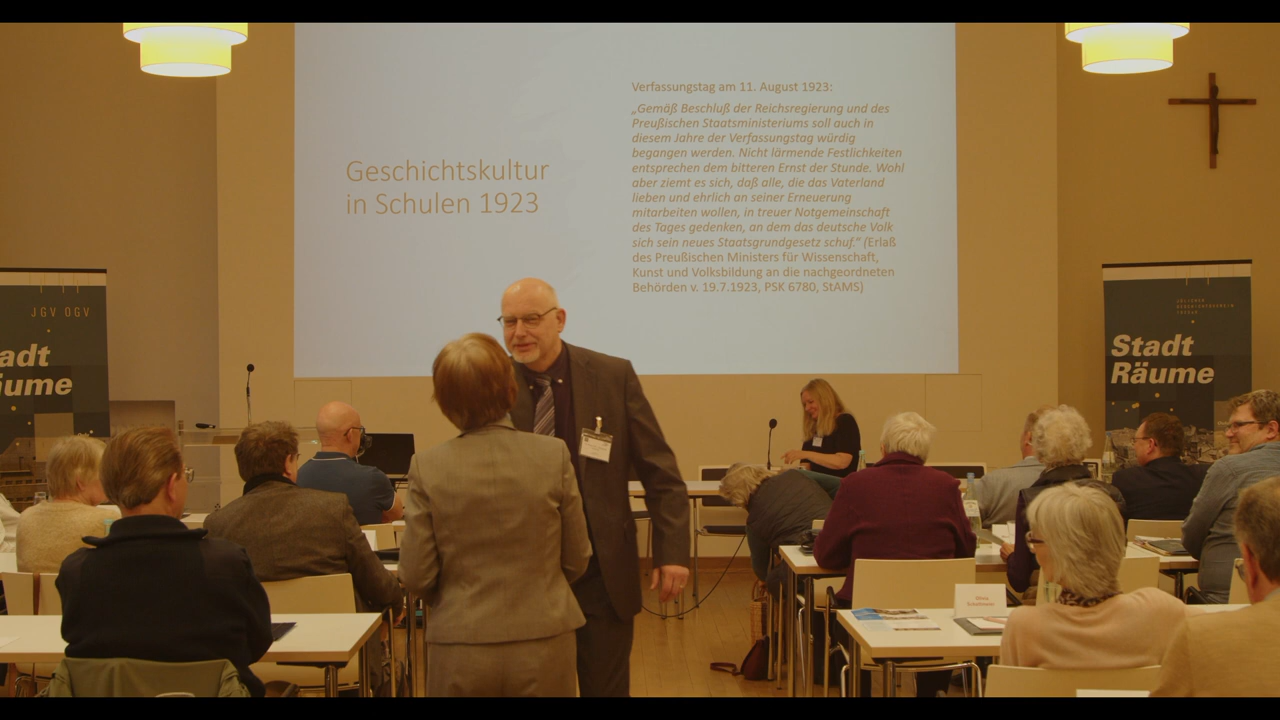 Geschichtskultur
in Schulen 1923
Verfassungstag am 11. August 1923:
„Gemäß Beschluß der Reichsregierung und des
Preußischen Staatsministeriums soll auch in
diesem Jahre der Verfassungstag würdig
begangen werden. Nicht lärmende Festlichkeiten
entsprechen dem bitteren Ernst der Stunde. Wohl
aber ziemt es sich, daß alle, die das Vaterland
lieben und ehrlich an seiner Erneuerung
mitarbeiten wollen, in treuer Notgemeinschaft
des Tages gedenken, an dem das deutsche Volk
sich sein neues Staatsgrundgesetz schuf.“ (Erlaß
des Preußischen Ministers für Wissenschaft,
Kunst und Volksbildung an die nachgeordneten
Behörden v. 19.7.1923, PSK 6780, StAMS)
JGV OGV
adt
äume
Stadt
Räume